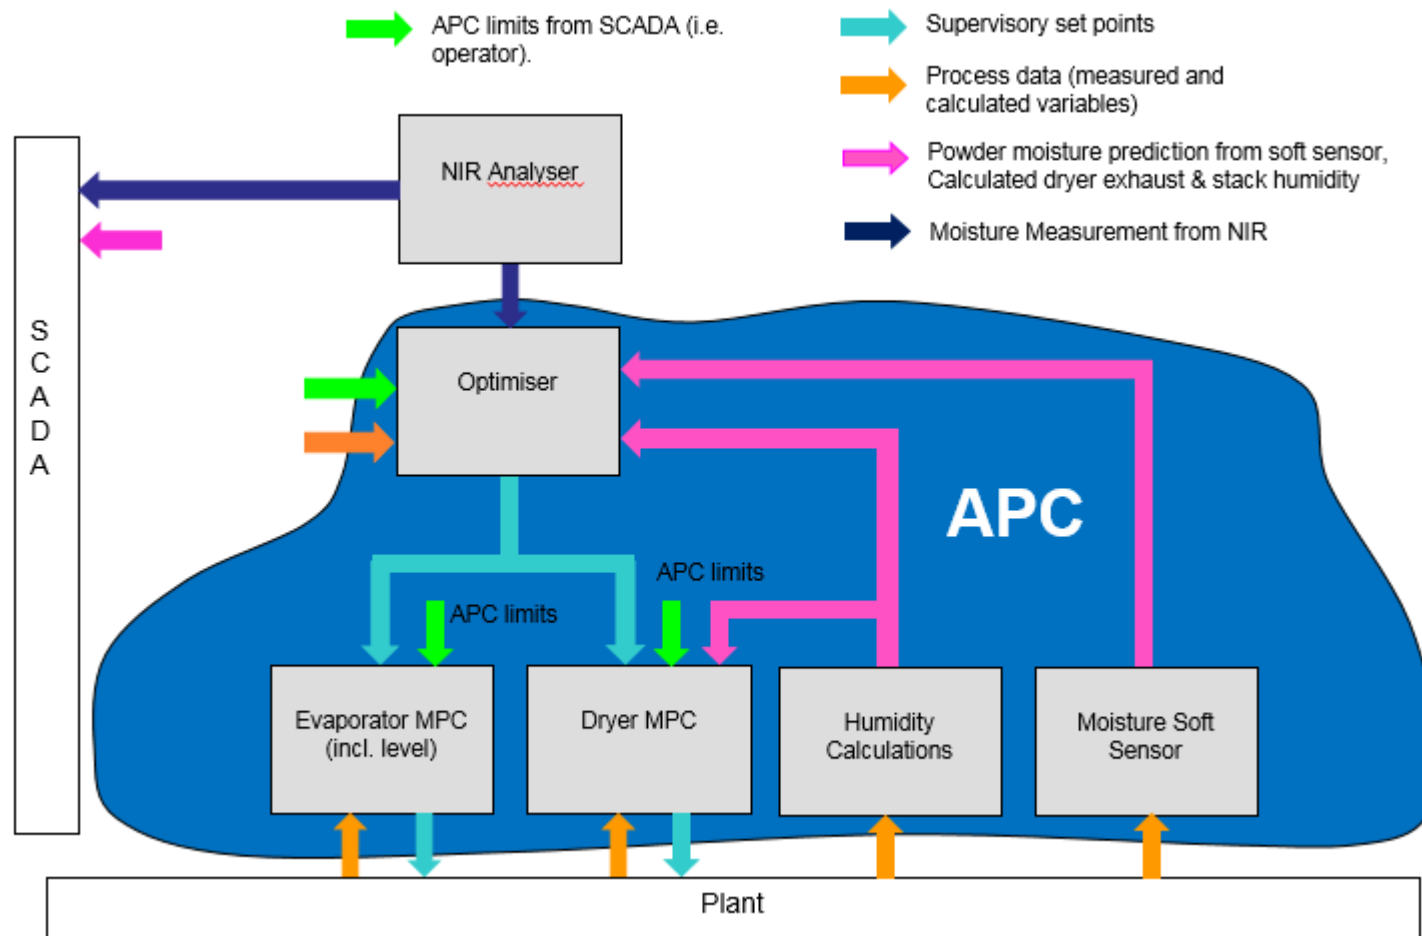 APC limits from SCADA (i.e.
operator).
Supervisory set points
Process data (measured and
calculated variables)
Powder moisture prediction from soft sensor,
Calculated dryer exhaust & stack humidity
Moisture Measurement from NIR
NIR Analyser
S
C
A
D
A
Optimiser
APC
APC limits
APC limits
Evaporator MPC
(incl. level)
Dryer MPC
Humidity
Calculations
Moisture Soft
Sensor
Plant